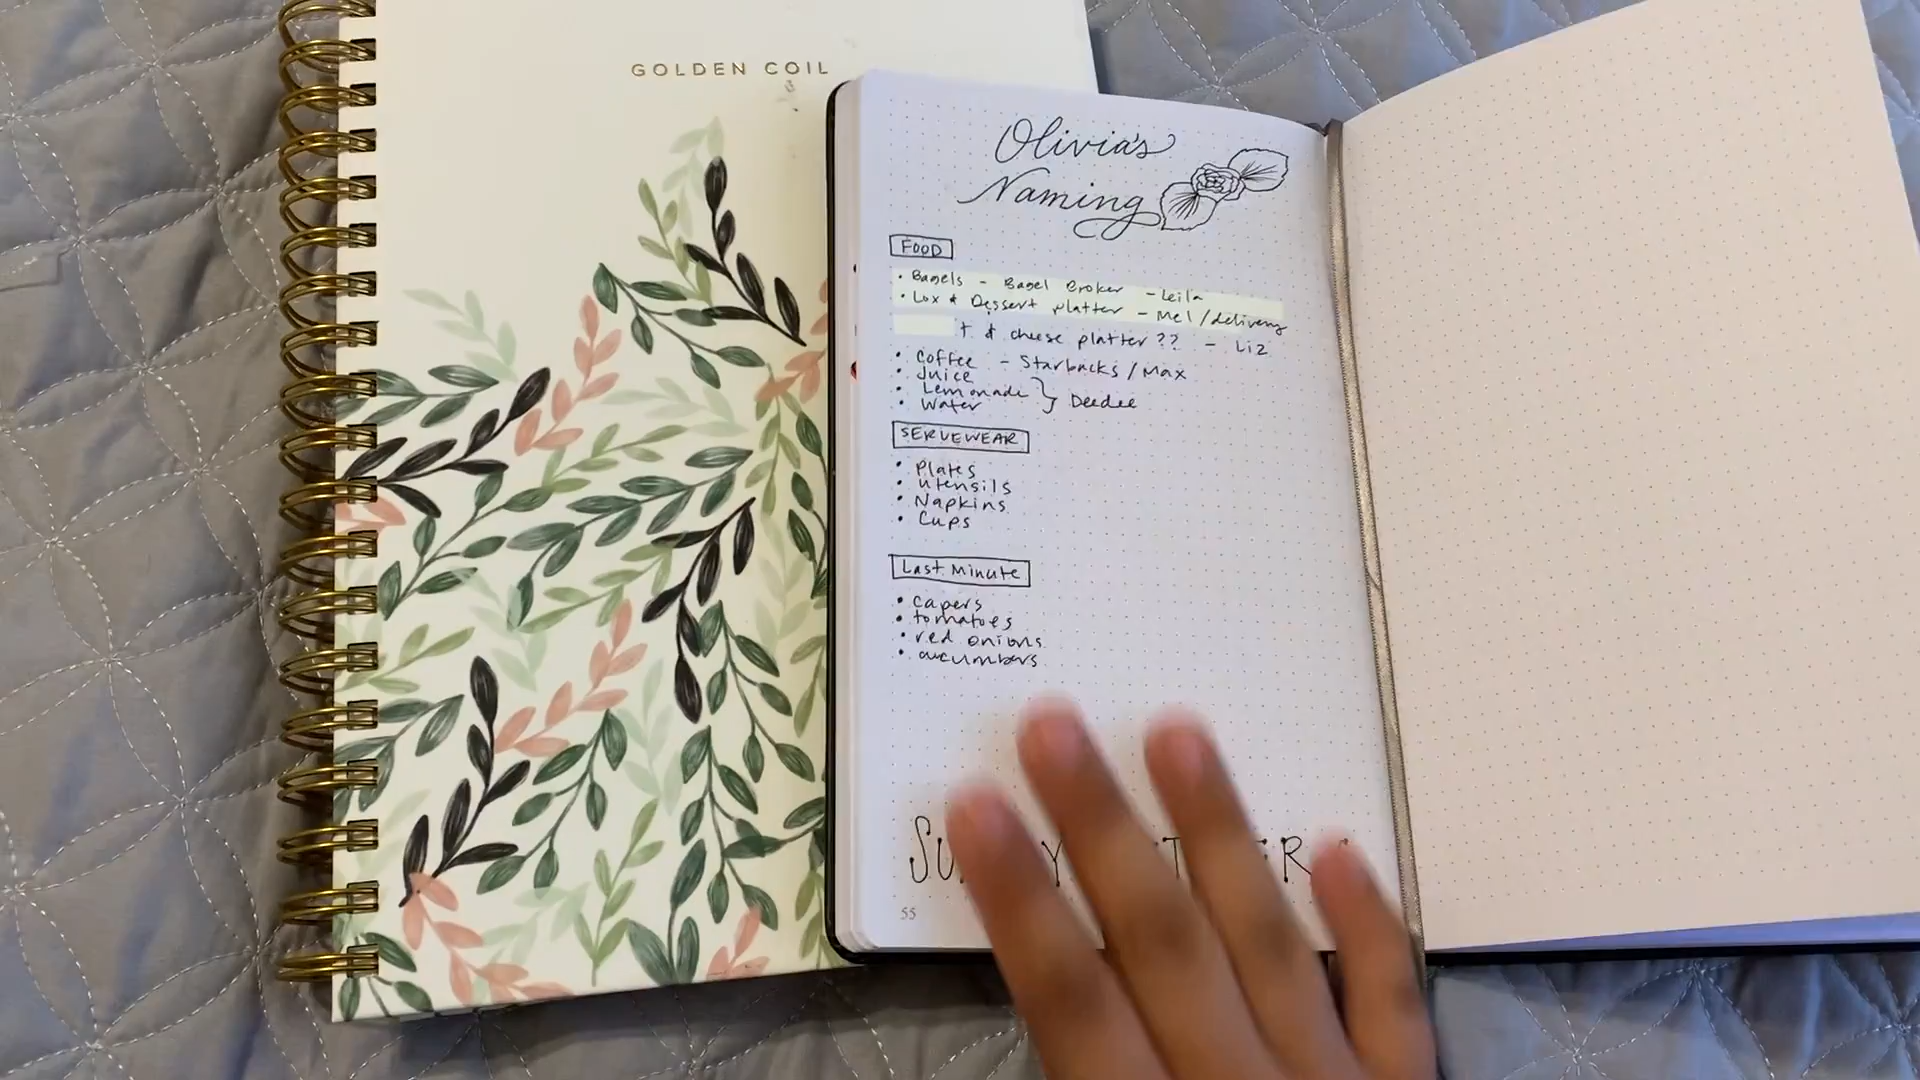 GOLDEN COIL
Olivia's
Naming
FOOD
• Bagels - Bagel Broker - Leila
• Lox & Dessert platter - Mel / delivery
& cheese platter ?? - Liz
• Coffee - Starbucks / Max
• Juice
• Lemonade } Deedee
• Water
SERVEWEAR
• Plates
• Utensils
• Napkins
• Cups
Last Minute
• capers
• tomatoes
• red onions
• cucumbers
55